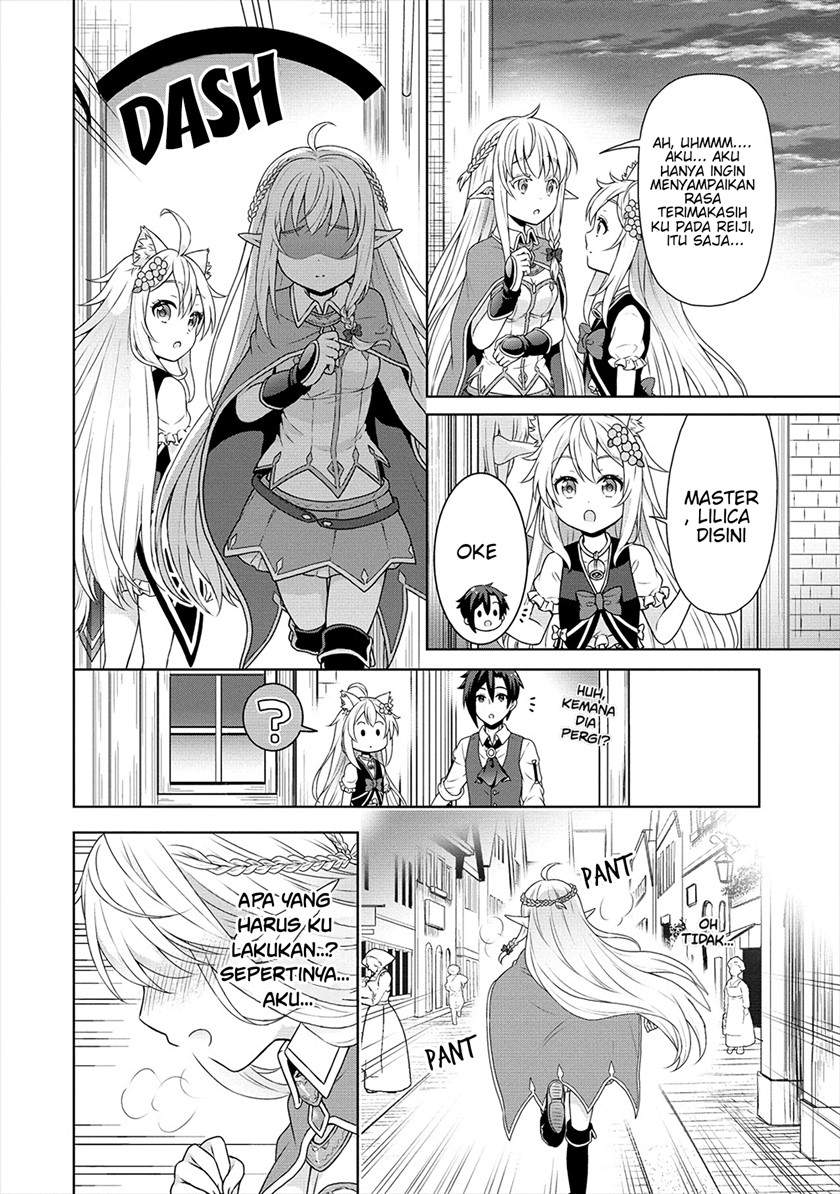 AH, UHMMM....
AKU... AKU
HANYA INGIN
MENYAMPAIKAN
RASA
TERIMAKASIH
KU PADA REIJI,
ITU SAJA...
MASTER
, LILICA
DISINI
OKE
DASH
HUH,
KEMANA
DIA
PERGI?
?
OH
TIDAK...
PANT
PANT
PANT
APA YANG
HARUS KU
LAKUKAN..?
SEPERTINYA...
AKU...